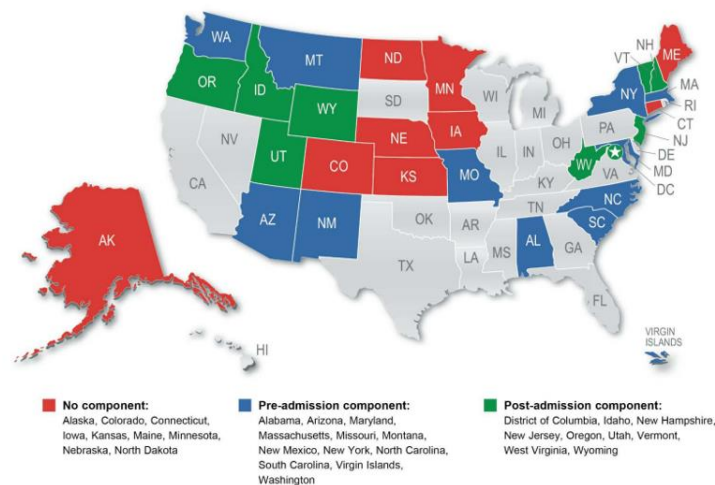 WA
MT
ND
MN
ME
NH
VT
OR
ID
WY
SD
WI
MI
NY
MA
RI
CT
NJ
DE
MD
DC
PA
NV
UT
CO
NE
IA
IL
IN
OH
WV
VA
CA
KS
MO
KY
NC
TN
SC
AZ
NM
OK
AR
MS
AL
GA
LA
TX
FL
AK
HI
VIRGIN
ISLANDS
No component:
Alaska, Colorado, Connecticut,
Iowa, Kansas, Maine, Minnesota,
Nebraska, North Dakota
Pre-admission component:
Alabama, Arizona, Maryland,
Massachusetts, Missouri, Montana,
New Mexico, New York, North Carolina,
South Carolina, Virgin Islands,
Washington
Post-admission component:
District of Columbia, Idaho, New Hampshire,
New Jersey, Oregon, Utah, Vermont,
West Virginia, Wyoming